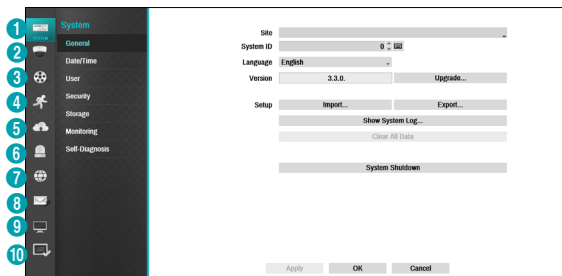 1
SYSTEM
2
3
4
5
6
7
8
9
10
System
General
Date/Time
User
Security
Storage
Monitoring
Self-Diagnosis
Site
System ID 0
Language English
Version 3.3.0. Upgrade...
Setup Import... Export...
Show System Log...
Clear All Data
System Shutdown
Apply OK Cancel